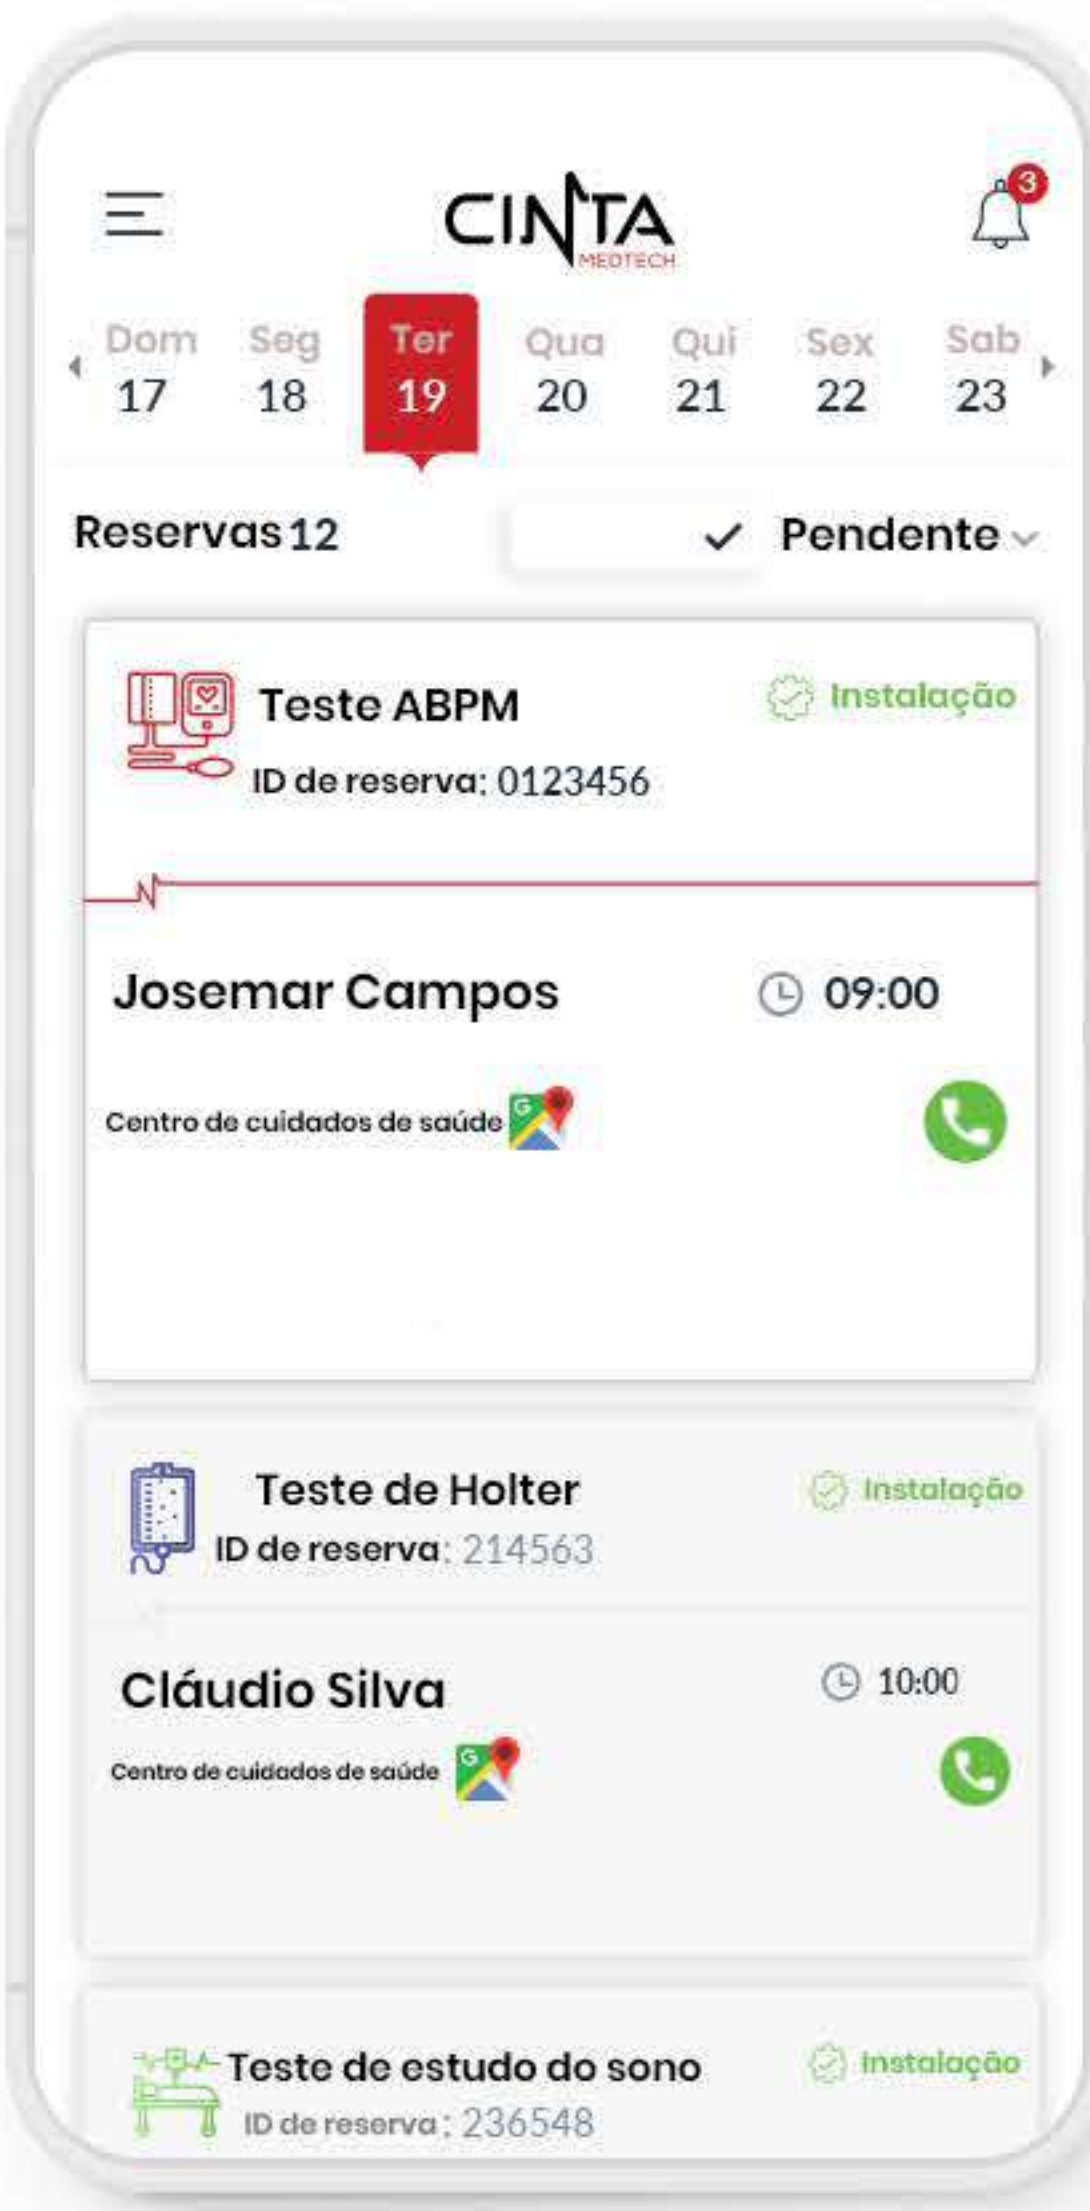 3
CINTA
MEDTECH
Dom Seg Ter Qua Qui Sex Sab
17 18 19 20 21 22 23
Reservas 12 Pendente
Teste ABPM Instalação
ID de reserva: 0123456
Josemar Campos 09:00
Centro de cuidados de saúde G
Teste de Holter Instalação
ID de reserva: 214563
Cláudio Silva 10:00
Centro de cuidados de saúde G
Teste de estudo do sono Instalação
ID de reserva: 236548